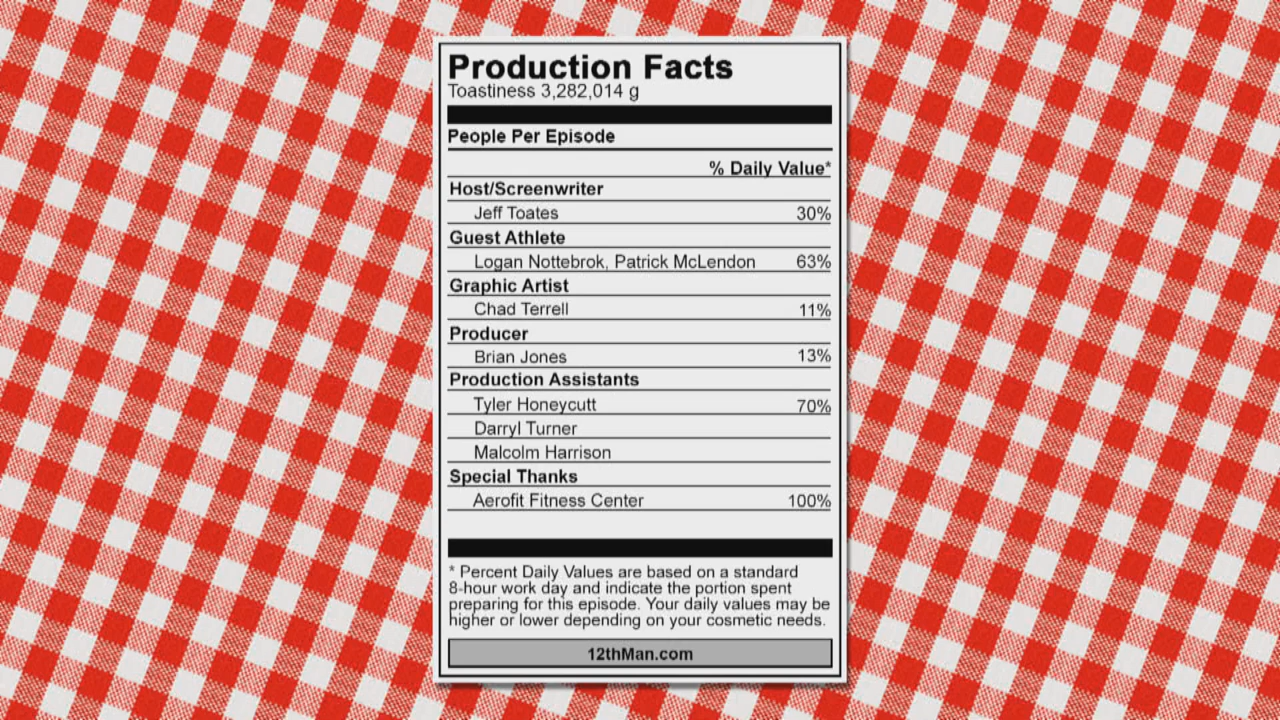 Production Facts
Toastiness 3,282,014 g
People Per Episode
% Daily Value*
Host/Screenwriter
Jeff Toates 30%
Guest Athlete
Logan Nottebrok, Patrick McLendon 63%
Graphic Artist
Chad Terrell 11%
Producer
Brian Jones 13%
Production Assistants
Tyler Honeycutt 70%
Darryl Turner
Malcolm Harrison
Special Thanks
Aerofit Fitness Center 100%
* Percent Daily Values are based on a standard
8-hour work day and indicate the portion spent
preparing for this episode. Your daily values may be
higher or lower depending on your cosmetic needs.
12thMan.com